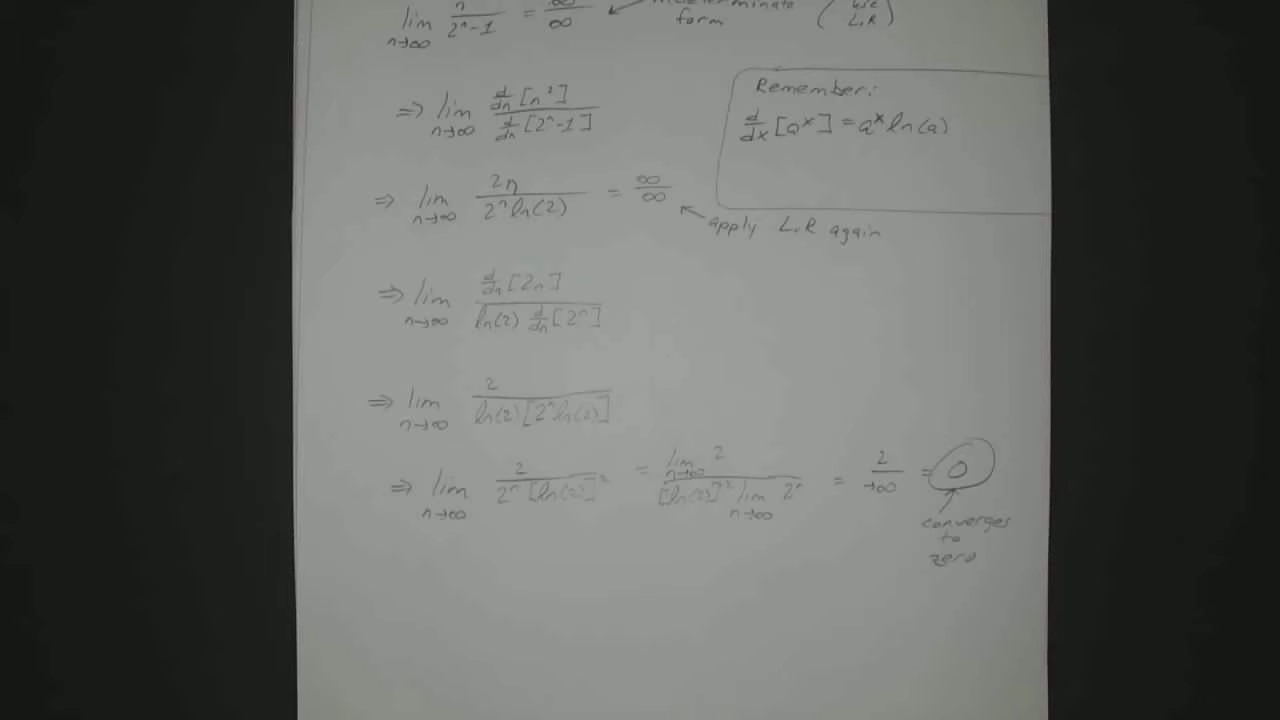 lim n→∞ n/(2ⁿ-1) = ∞/∞ ← form ( L.R )
⇒ lim n→∞ d/dn[n²] / d/dn[2ⁿ-1]
Remember:
d/dx[aˣ] = aˣ ln(a)
⇒ lim n→∞ 2n / 2ⁿ ln(2) = ∞/∞
apply L.R again
⇒ lim n→∞ d/dn[2n] / ln(2) d/dn[2ⁿ]
⇒ lim n→∞ 2 / ln(2)[2ⁿ ln(2)]
⇒ lim n→∞ 2 / 2ⁿ[ln(2)]² = lim n→∞ 2 / [ln(2)]² lim n→∞ 2ⁿ = 2/→∞ = 0
converges
to
zero